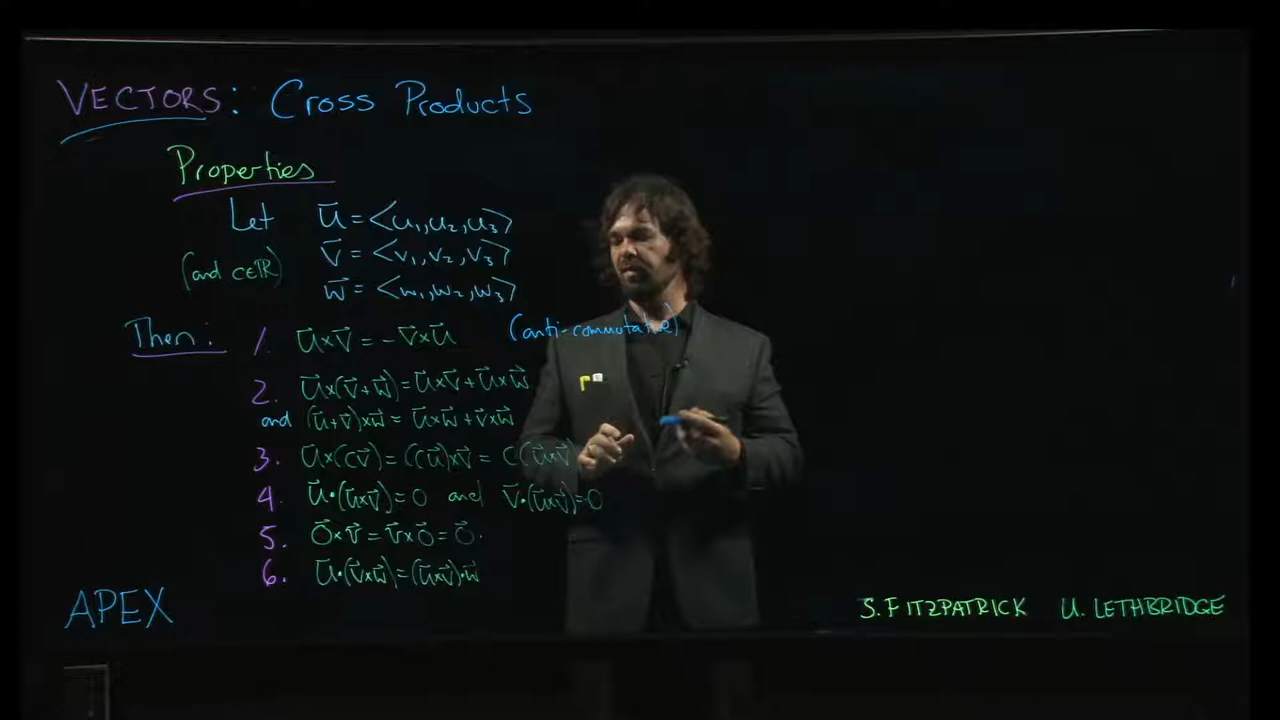 VECTORS: Cross Products
Properties
Let u⃗ = <u₁, u₂, u₃>
(and c∈ℝ) v⃗ = <v₁, v₂, v₃>
w⃗ = <w₁, w₂, w₃>
Then: 1. u⃗×v⃗ = -v⃗×u⃗ (anti-commutative)
2. u⃗×(v⃗+w⃗) = u⃗×v⃗ + u⃗×w⃗
and (u⃗+v⃗)×w⃗ = u⃗×w⃗ + v⃗×w⃗
3. u⃗×(cv⃗) = (cu⃗)×v⃗ = c(u⃗×v⃗)
4. u⃗•(u⃗×v⃗) = 0 and v⃗•(u⃗×v⃗) = 0
5. 0⃗×v⃗ = v⃗×0⃗ = 0⃗.
6. u⃗•(v⃗×w⃗) = (u⃗×v⃗)•w⃗
APEX
S. FITZPATRICK U. LETHBRIDGE